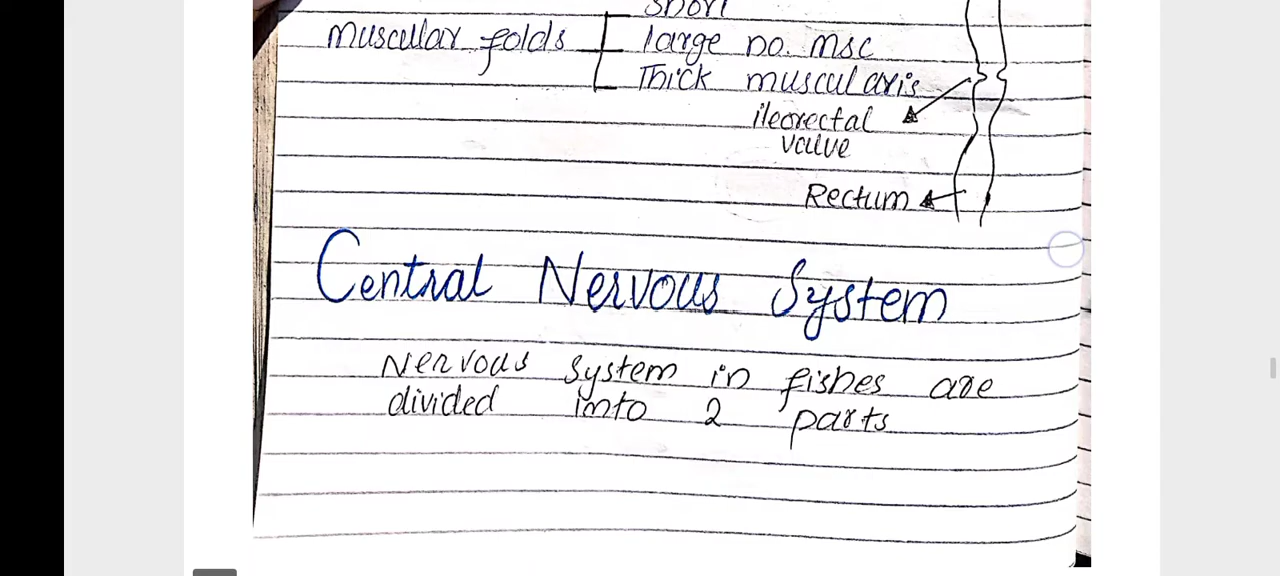 short
muscullar folds large no. msc
Thick muscularis
ileorectal
valve
Rectum
Central Nervous System
Nervous system in fishes are
divided into 2 parts